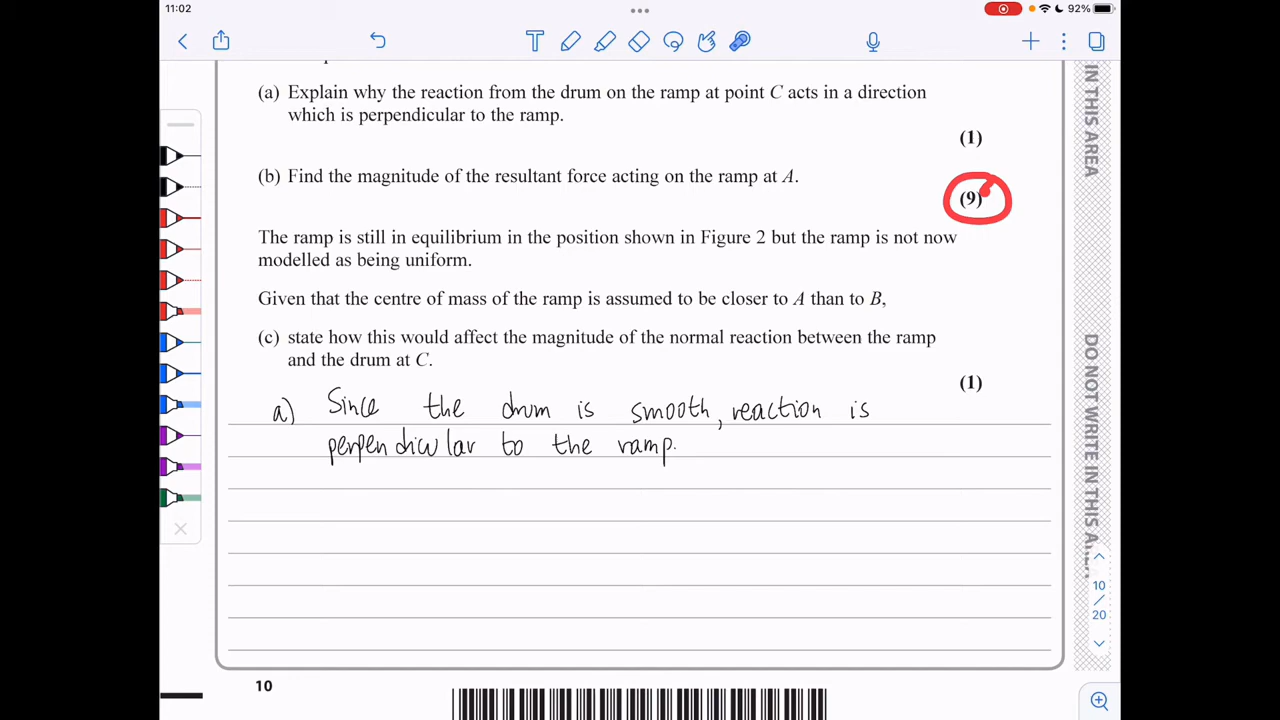 11:02
92%
(a) Explain why the reaction from the drum on the ramp at point C acts in a direction
which is perpendicular to the ramp.
(1)
(b) Find the magnitude of the resultant force acting on the ramp at A.
(9)
The ramp is still in equilibrium in the position shown in Figure 2 but the ramp is not now
modelled as being uniform.
Given that the centre of mass of the ramp is assumed to be closer to A than to B,
(c) state how this would affect the magnitude of the normal reaction between the ramp
and the drum at C.
(1)
a) Since the drum is smooth, reaction is
perpendicular to the ramp.
10
IN THIS AREA
DO NOT WRITE IN THIS A
10
/
20